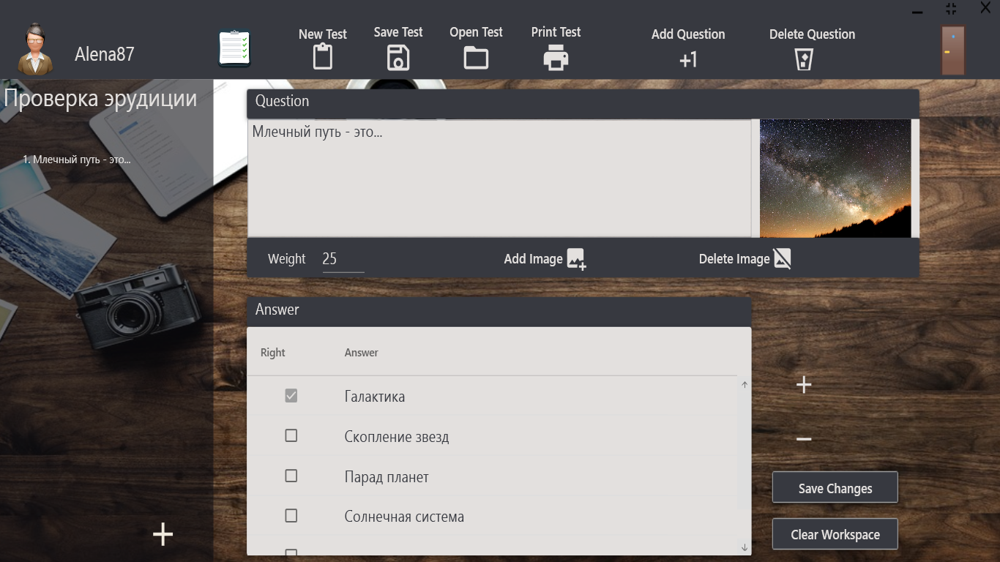 Alena87
New Test
Save Test
Open Test
Print Test
Add Question
+1
Delete Question
Проверка эрудиции
1. Млечный путь - это...
Question
Млечный путь - это...
Weight 25
Add Image
Delete Image
Answer
Right Answer
Галактика
Скопление звезд
Парад планет
Солнечная система
Save Changes
Clear Workspace